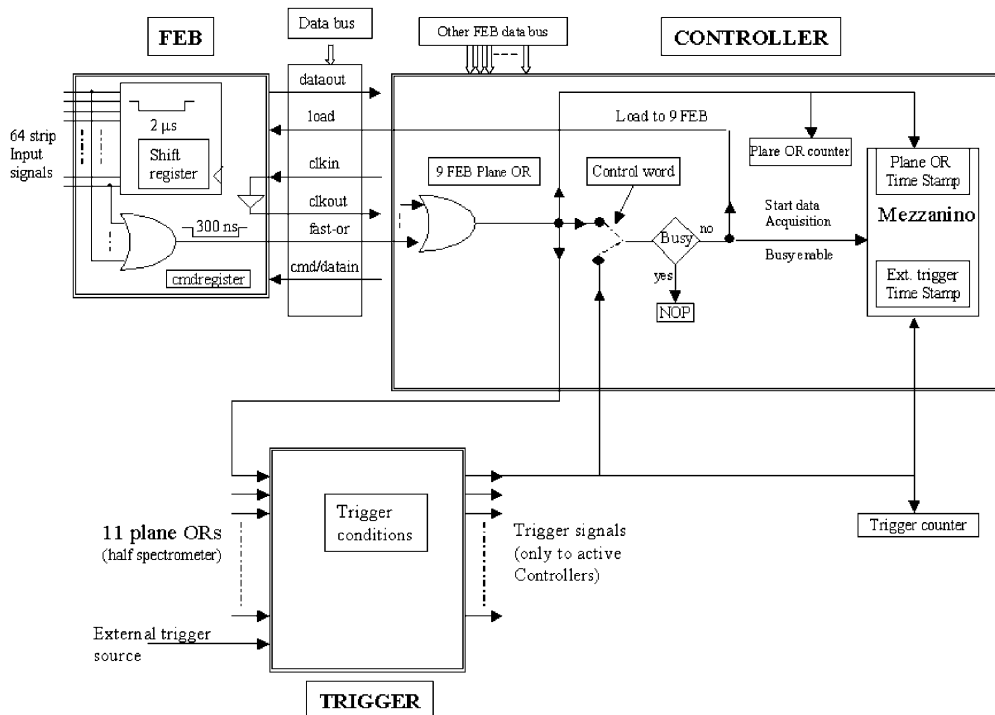 FEB
Data bus
Other FEB data bus
CONTROLLER
dataout
load
clkin
clkout
fast-or
cmd/datain
64 strip
Input
signals
2 μs
Shift
register
300 ns
cmdregister
9 FEB Plane OR
Control word
Load to 9 FEB
Plane OR counter
Plane OR
Time Stamp
Mezzanino
Busy
no
yes
NOP
Start data
Acquisition
Busy enable
Ext. trigger
Time Stamp
11 plane ORs
(half spectrometer)
Trigger
conditions
Trigger signals
(only to active
Controllers)
Trigger counter
External trigger
source
TRIGGER